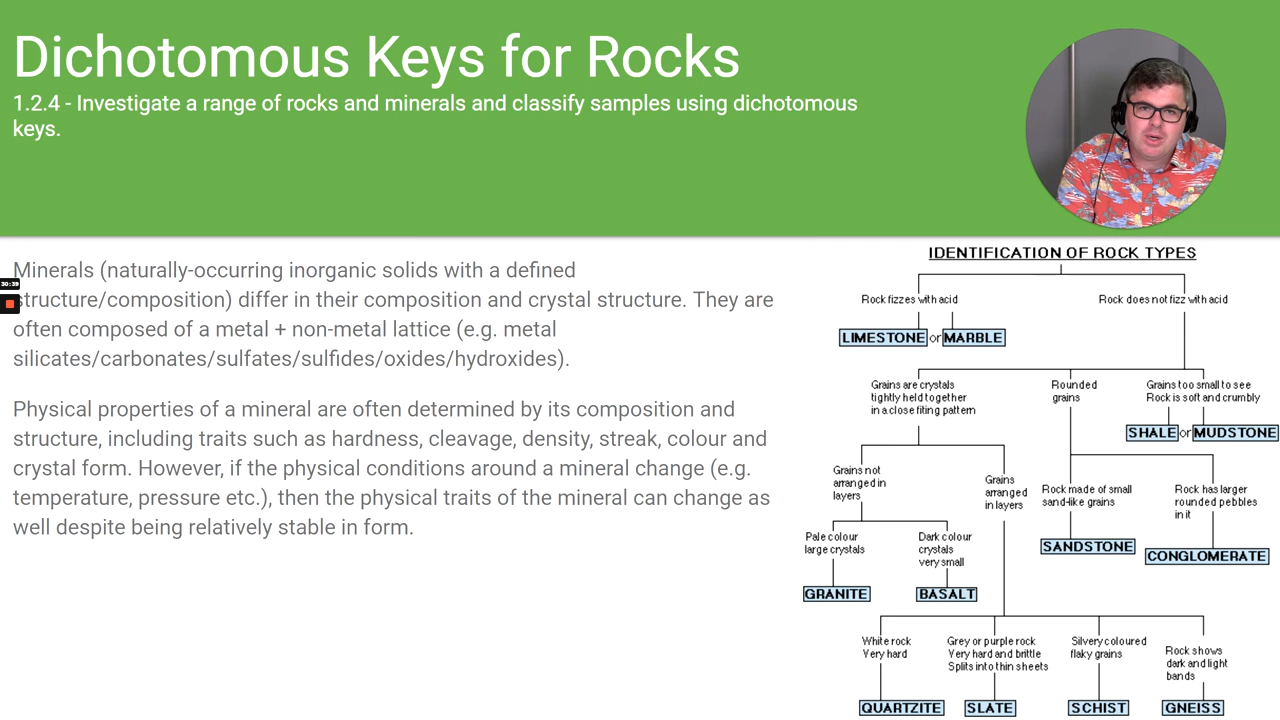 Dichotomous Keys for Rocks
1.2.4 - Investigate a range of rocks and minerals and classify samples using dichotomous
keys.
Minerals (naturally-occurring inorganic solids with a defined
structure/composition) differ in their composition and crystal structure. They are
often composed of a metal + non-metal lattice (e.g. metal
silicates/carbonates/sulfates/sulfides/oxides/hydroxides).
Physical properties of a mineral are often determined by its composition and
structure, including traits such as hardness, cleavage, density, streak, colour and
crystal form. However, if the physical conditions around a mineral change (e.g.
temperature, pressure etc.), then the physical traits of the mineral can change as
well despite being relatively stable in form.
30:39
IDENTIFICATION OF ROCK TYPES
Rock fizzes with acid
Rock does not fizz with acid
LIMESTONE or MARBLE
Grains are crystals
tightly held together
in a close fiting pattern
Rounded
grains
Grains too small to see
Rock is soft and crumbly
SHALE or MUDSTONE
Grains not
arranged in
layers
Grains
arranged
in layers
Rock made of small
sand-like grains
Rock has larger
rounded pebbles
in it
Pale colour
large crystals
Dark colour
crystals
very small
SANDSTONE
CONGLOMERATE
GRANITE
BASALT
White rock
Very hard
Grey or purple rock
Very hard and brittle
Splits into thin sheets
Silvery coloured
flaky grains
Rock shows
dark and light
bands
QUARTZITE
SLATE
SCHIST
GNEISS